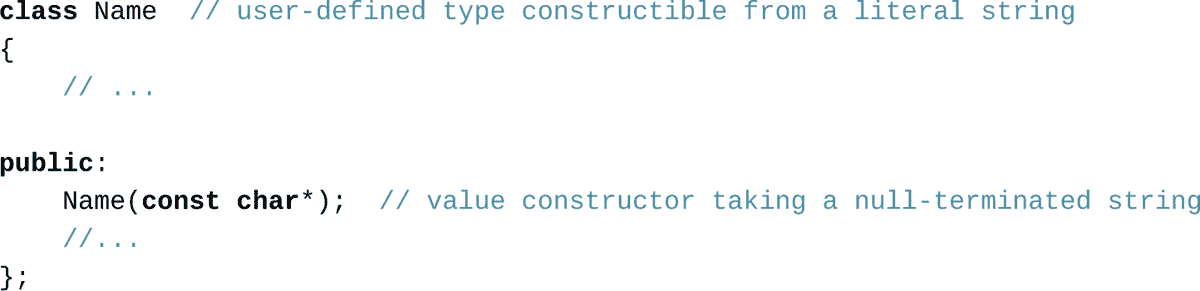 class Name  // user-defined type constructible from a literal string
{
    // ...

public:
    Name(const char*);  // value constructor taking a null-terminated string
    //...
};